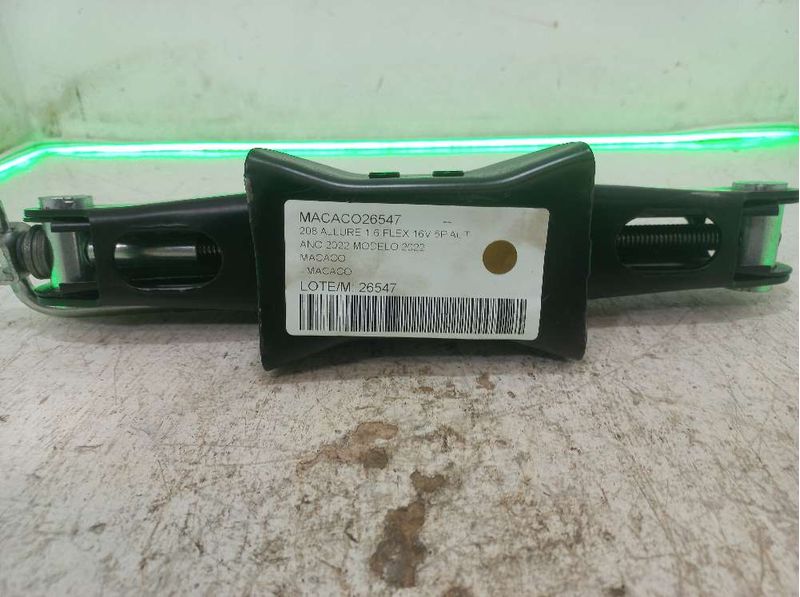 MACACO26547
208 ALLURE 1.6 FLEX 16V 5P AUT
ANO 2022 MODELO 2022
MACACO
- MACACO
LOTE/M: 26547